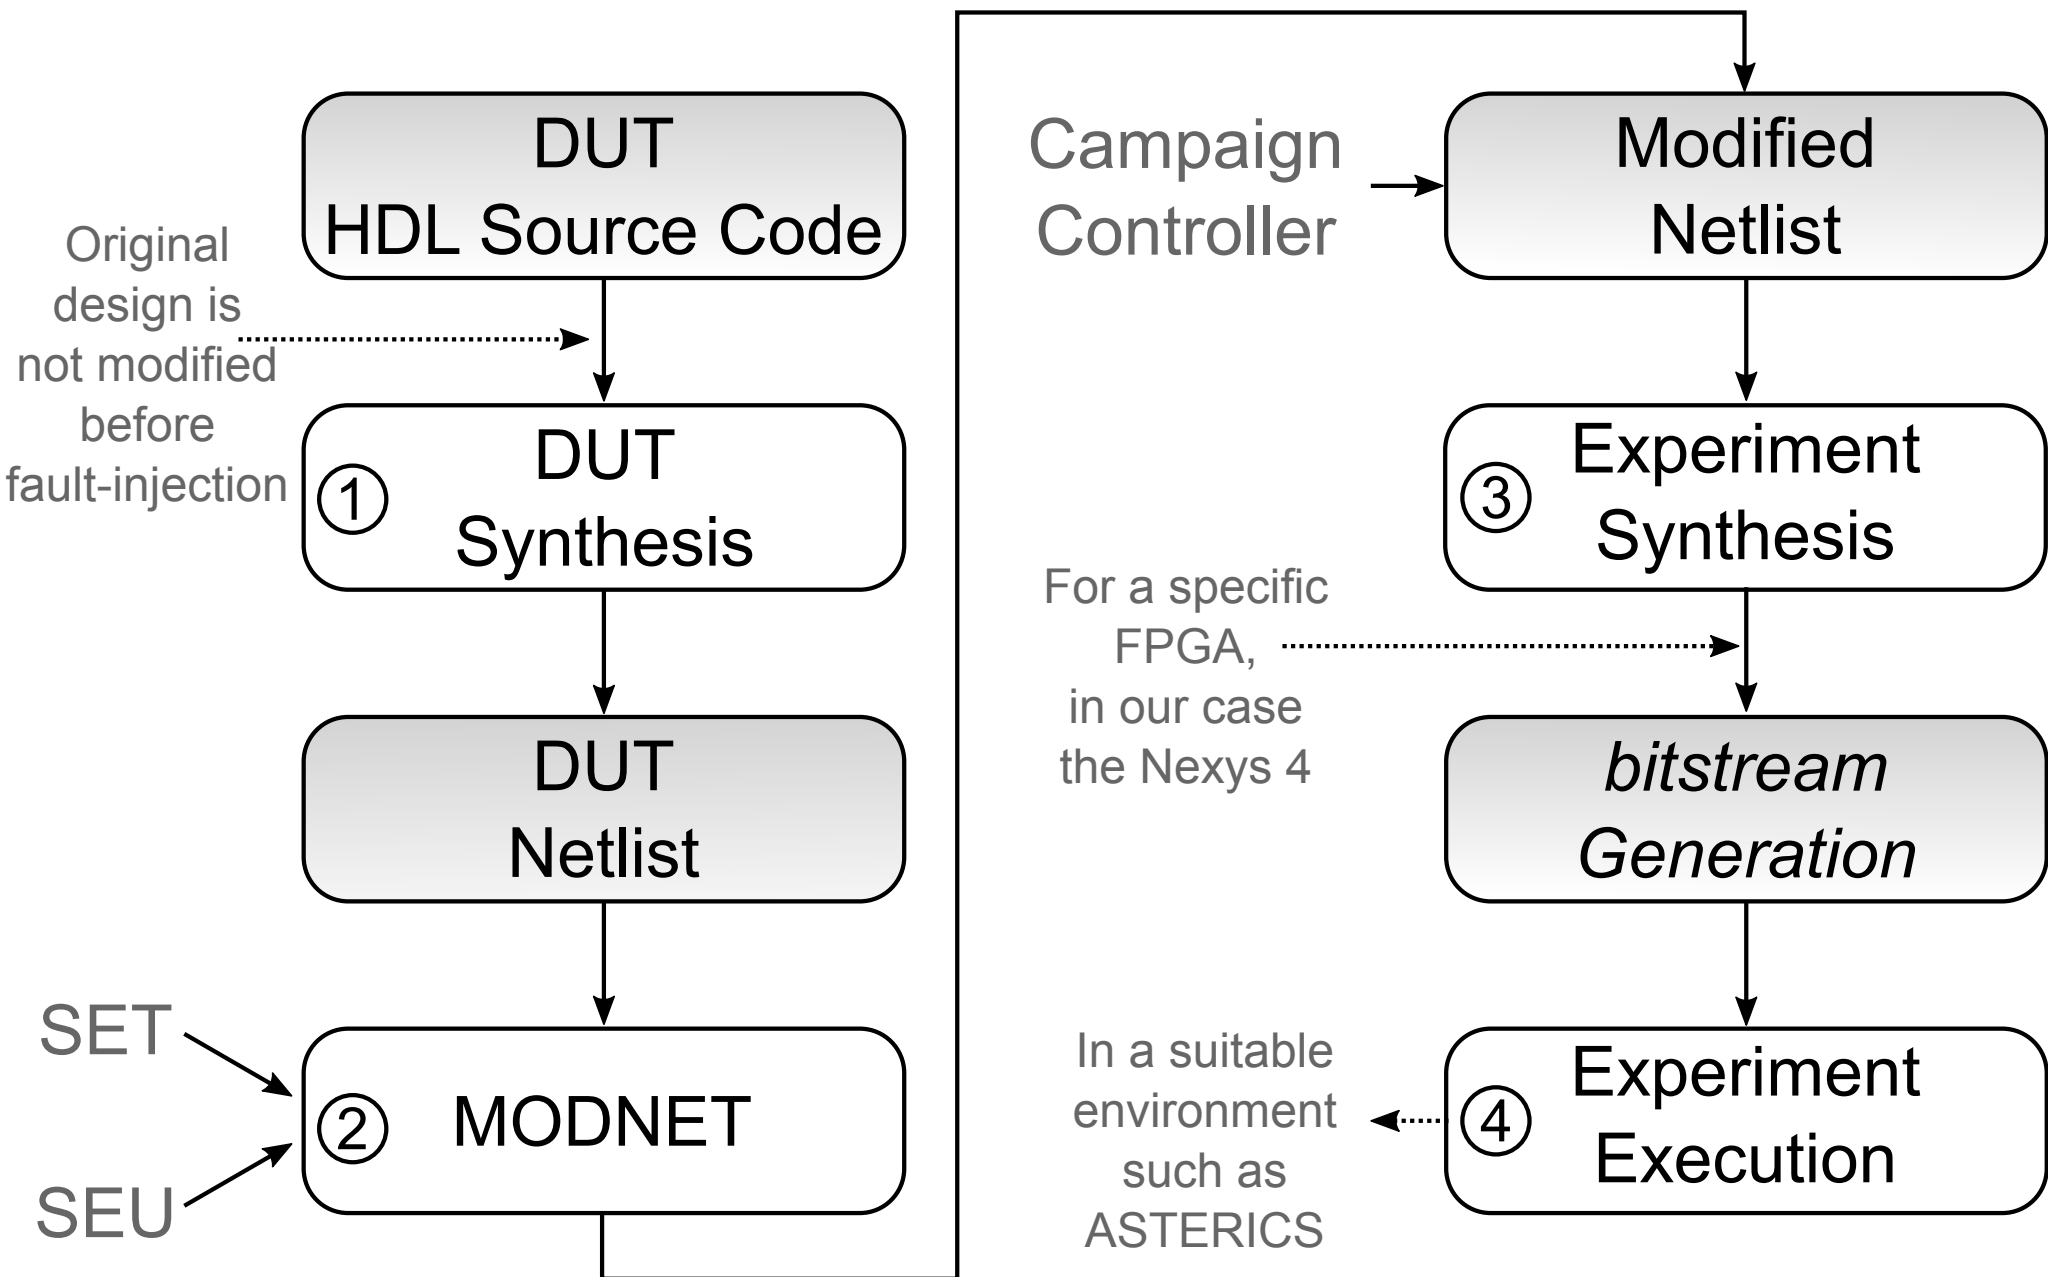 DUT
HDL Source Code
Original
design is
not modified
before
fault-injection
1
DUT
Synthesis
DUT
Netlist
SET
SEU
2
MODNET
Campaign
Controller
Modified
Netlist
3
Experiment
Synthesis
For a specific
FPGA,
in our case
the Nexys 4
bitstream
Generation
In a suitable
environment
such as
ASTERICS
4
Experiment
Execution